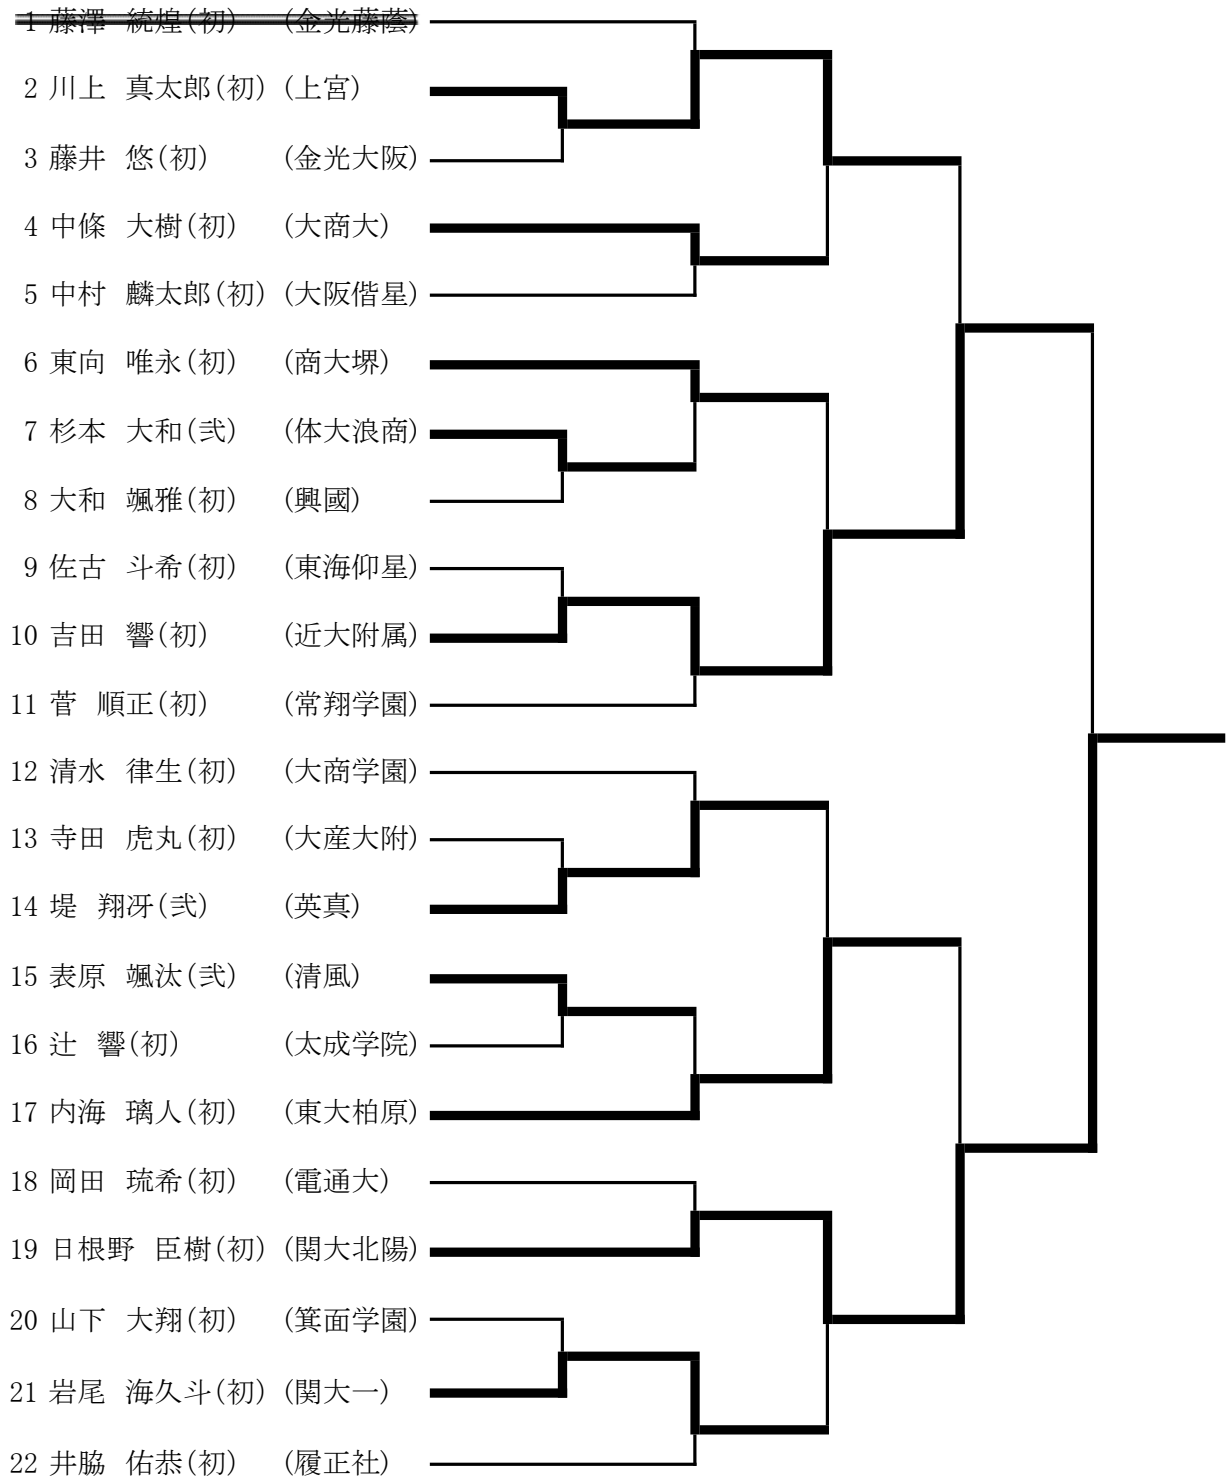 1 藤澤 統煌(初) (金光藤蔭)
2 川上 真太郎(初) (上宮)
3 藤井 悠(初) (金光大阪)
4 中條 大樹(初) (大商大)
5 中村 麟太郎(初) (大阪偕星)
6 東向 唯永(初) (商大堺)
7 杉本 大和(弐) (体大浪商)
8 大和 颯雅(初) (興國)
9 佐古 斗希(初) (東海仰星)
10 吉田 響(初) (近大附属)
11 菅 順正(初) (常翔学園)
12 清水 律生(初) (大商学園)
13 寺田 虎丸(初) (大産大附)
14 堤 翔冴(弐) (英真)
15 表原 颯汰(弐) (清風)
16 辻 響(初) (太成学院)
17 内海 璃人(初) (東大柏原)
18 岡田 琉希(初) (電通大)
19 日根野 臣樹(初) (関大北陽)
20 山下 大翔(初) (箕面学園)
21 岩尾 海久斗(初) (関大一)
22 井脇 佑恭(初) (履正社)